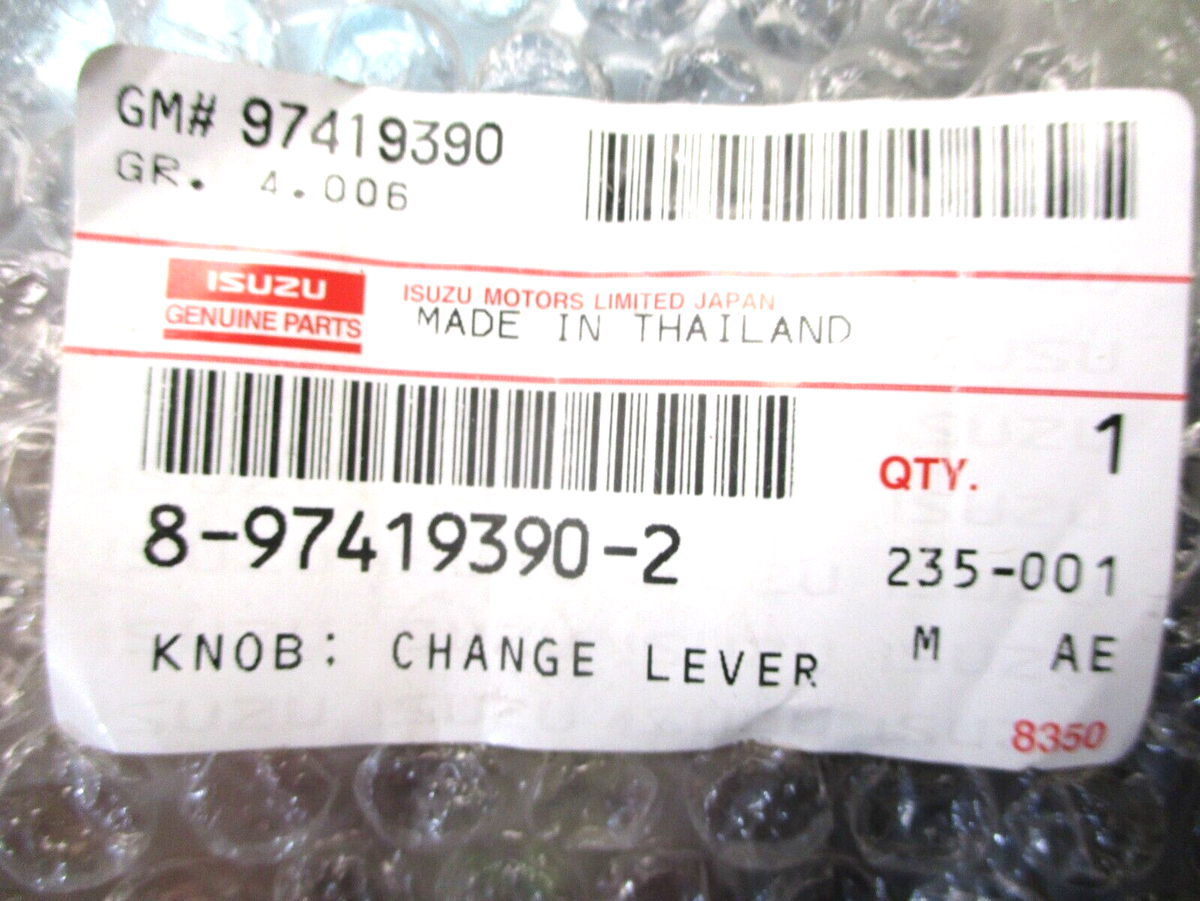 GM# 97419390
GR. 4.006
ISUZU
GENUINE PARTS
ISUZU MOTORS LIMITED JAPAN
MADE IN THAILAND
QTY. 1
8-97419390-2
235-001
KNOB: CHANGE LEVER
M AE
8350